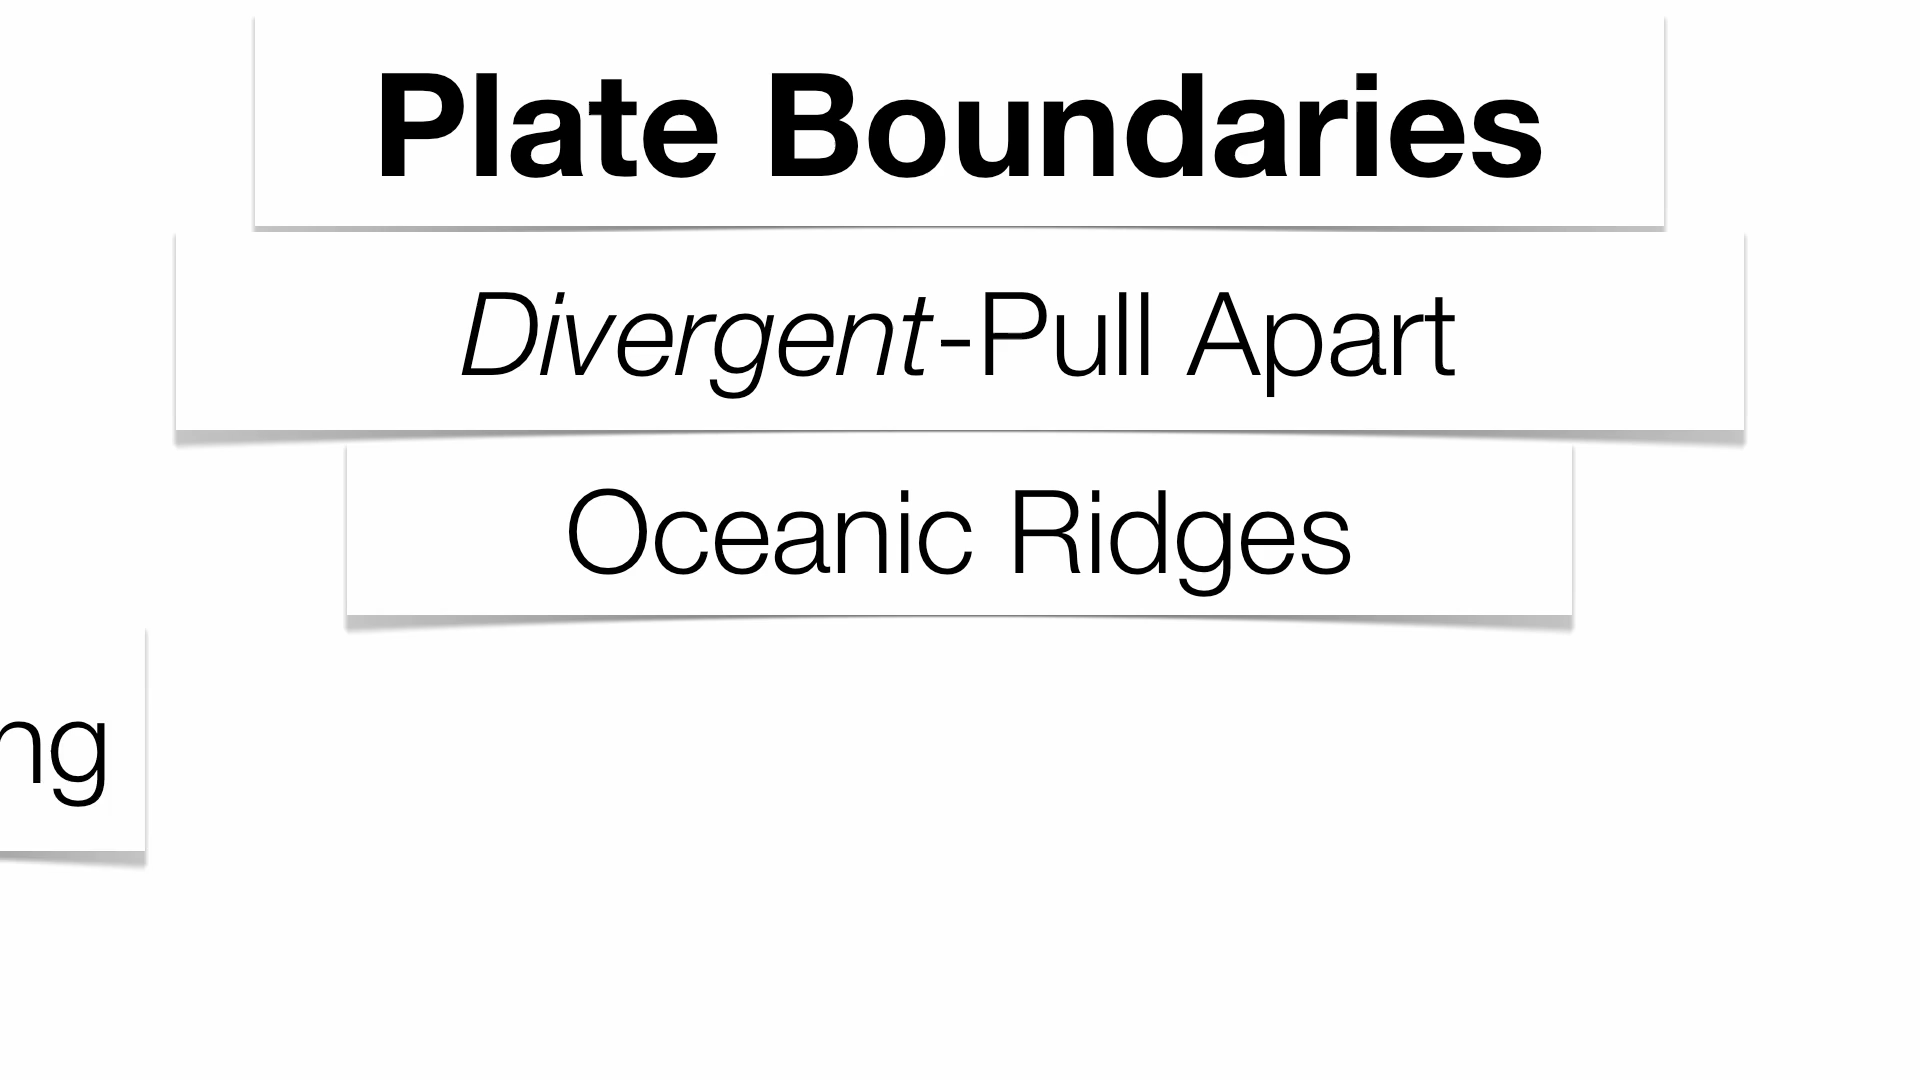 Plate Boundaries
Divergent-Pull Apart
Oceanic Ridges
ng